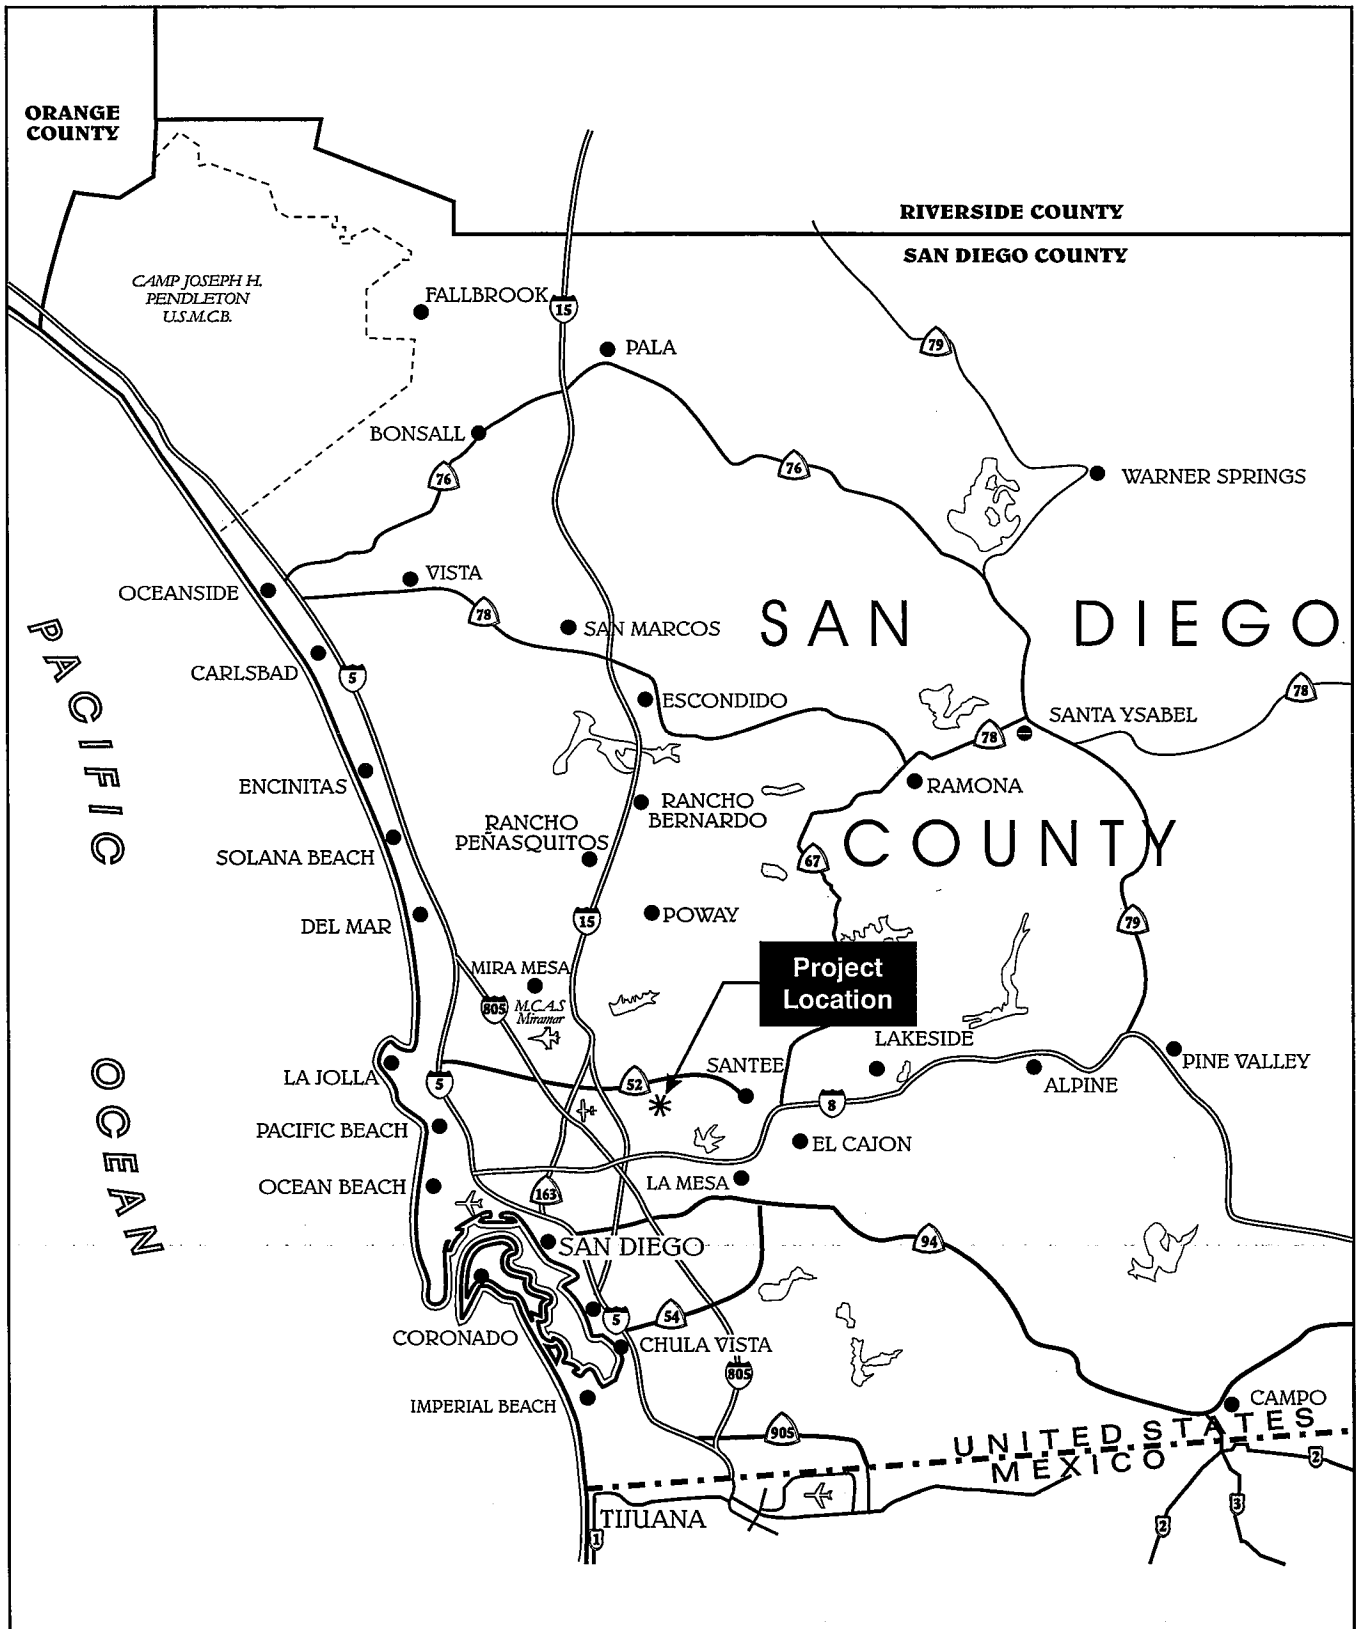 ORANGE
COUNTY
RIVERSIDE COUNTY
SAN DIEGO COUNTY
CAMP JOSEPH H.
PENDLETON
U.S.M.C.B.
FALLBROOK
15
79
PALA
BONSALL
76
76
WARNER SPRINGS
VISTA
OCEANSIDE
78
SAN MARCOS
SAN DIEGO
COUNTY
PACIFIC
OCEAN
CARLSBAD
5
ESCONDIDO
78
SANTA YSABEL
78
ENCINITAS
RAMONA
RANCHO
BERNARDO
RANCHO
PEÑASQUITOS
SOLANA BEACH
67
DEL MAR
15
POWAY
79
MIRA MESA
805
M.C.A.S
Miramar
Project
Location
LAKESIDE
PINE VALLEY
LA JOLLA
5
52
SANTEE
ALPINE
8
PACIFIC BEACH
EL CAJON
OCEAN BEACH
163
LA MESA
SAN DIEGO
94
5
54
CORONADO
CHULA VISTA
805
IMPERIAL BEACH
CAMPO
905
UNITED STATES
MEXICO
2
3
2
TIJUANA
1